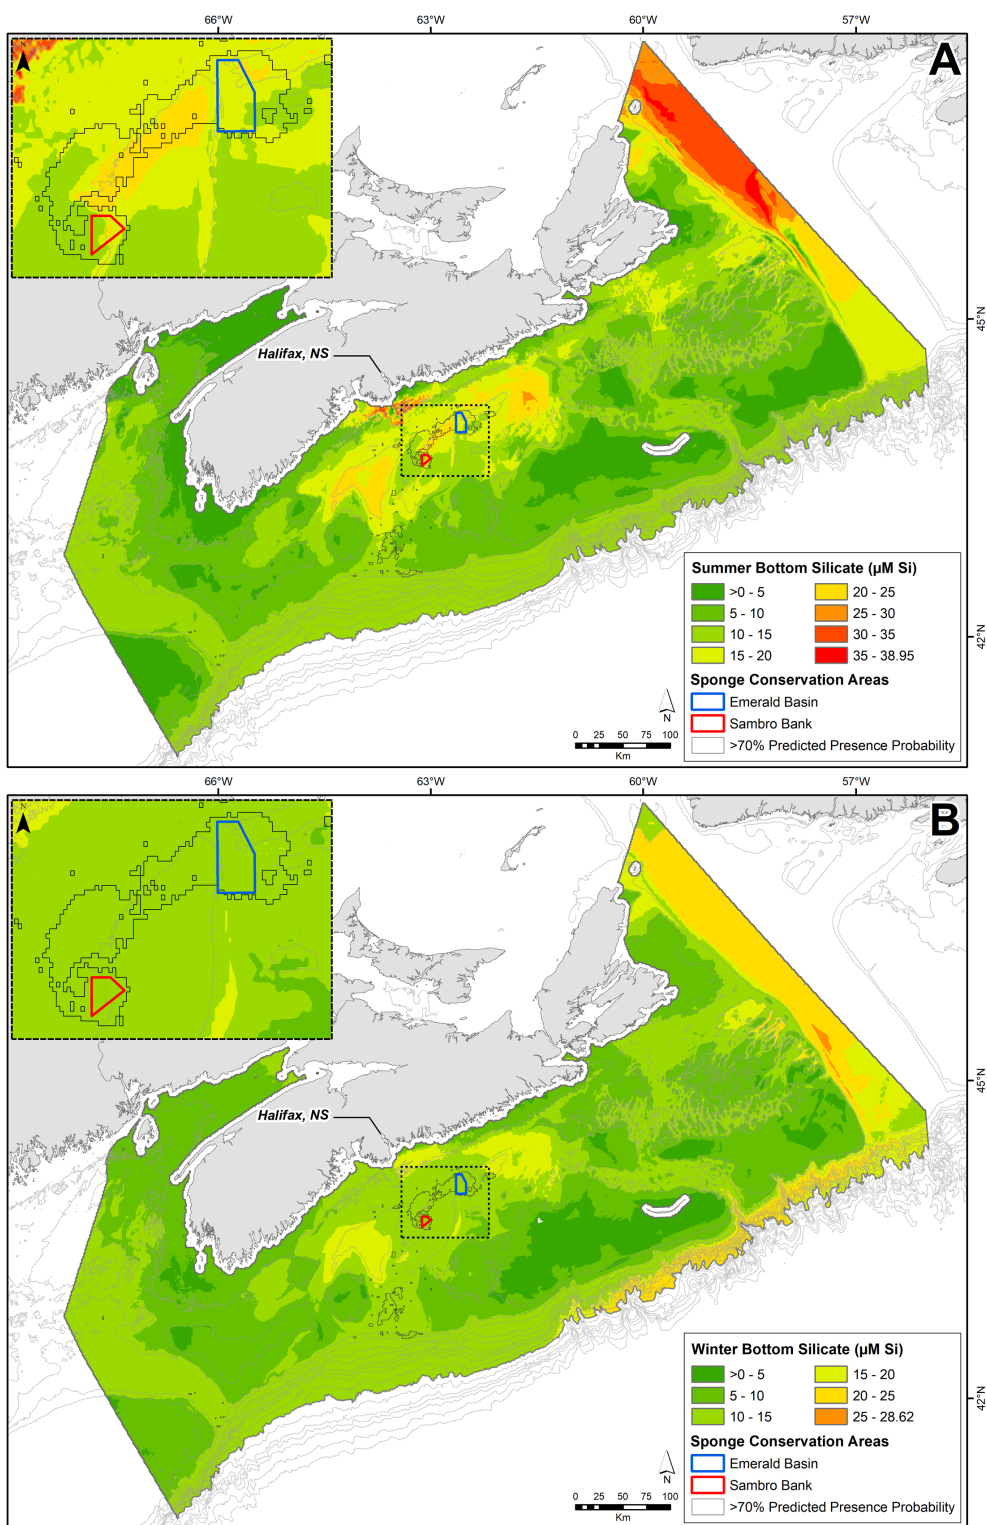 66°W 63°W 60°W 57°W
N
A
45°N
Halifax, NS
42°N
Summer Bottom Silicate (µM Si)
>0 - 5 20 - 25
5 - 10 25 - 30
10 - 15 30 - 35
15 - 20 35 - 38.95
Sponge Conservation Areas
Emerald Basin
Sambro Bank
>70% Predicted Presence Probability
N
0 25 50 75 100
Km
66°W 63°W 60°W 57°W
N
B
45°N
Halifax, NS
42°N
Winter Bottom Silicate (µM Si)
>0 - 5 15 - 20
5 - 10 20 - 25
10 - 15 25 - 28.62
Sponge Conservation Areas
Emerald Basin
Sambro Bank
>70% Predicted Presence Probability
N
0 25 50 75 100
Km